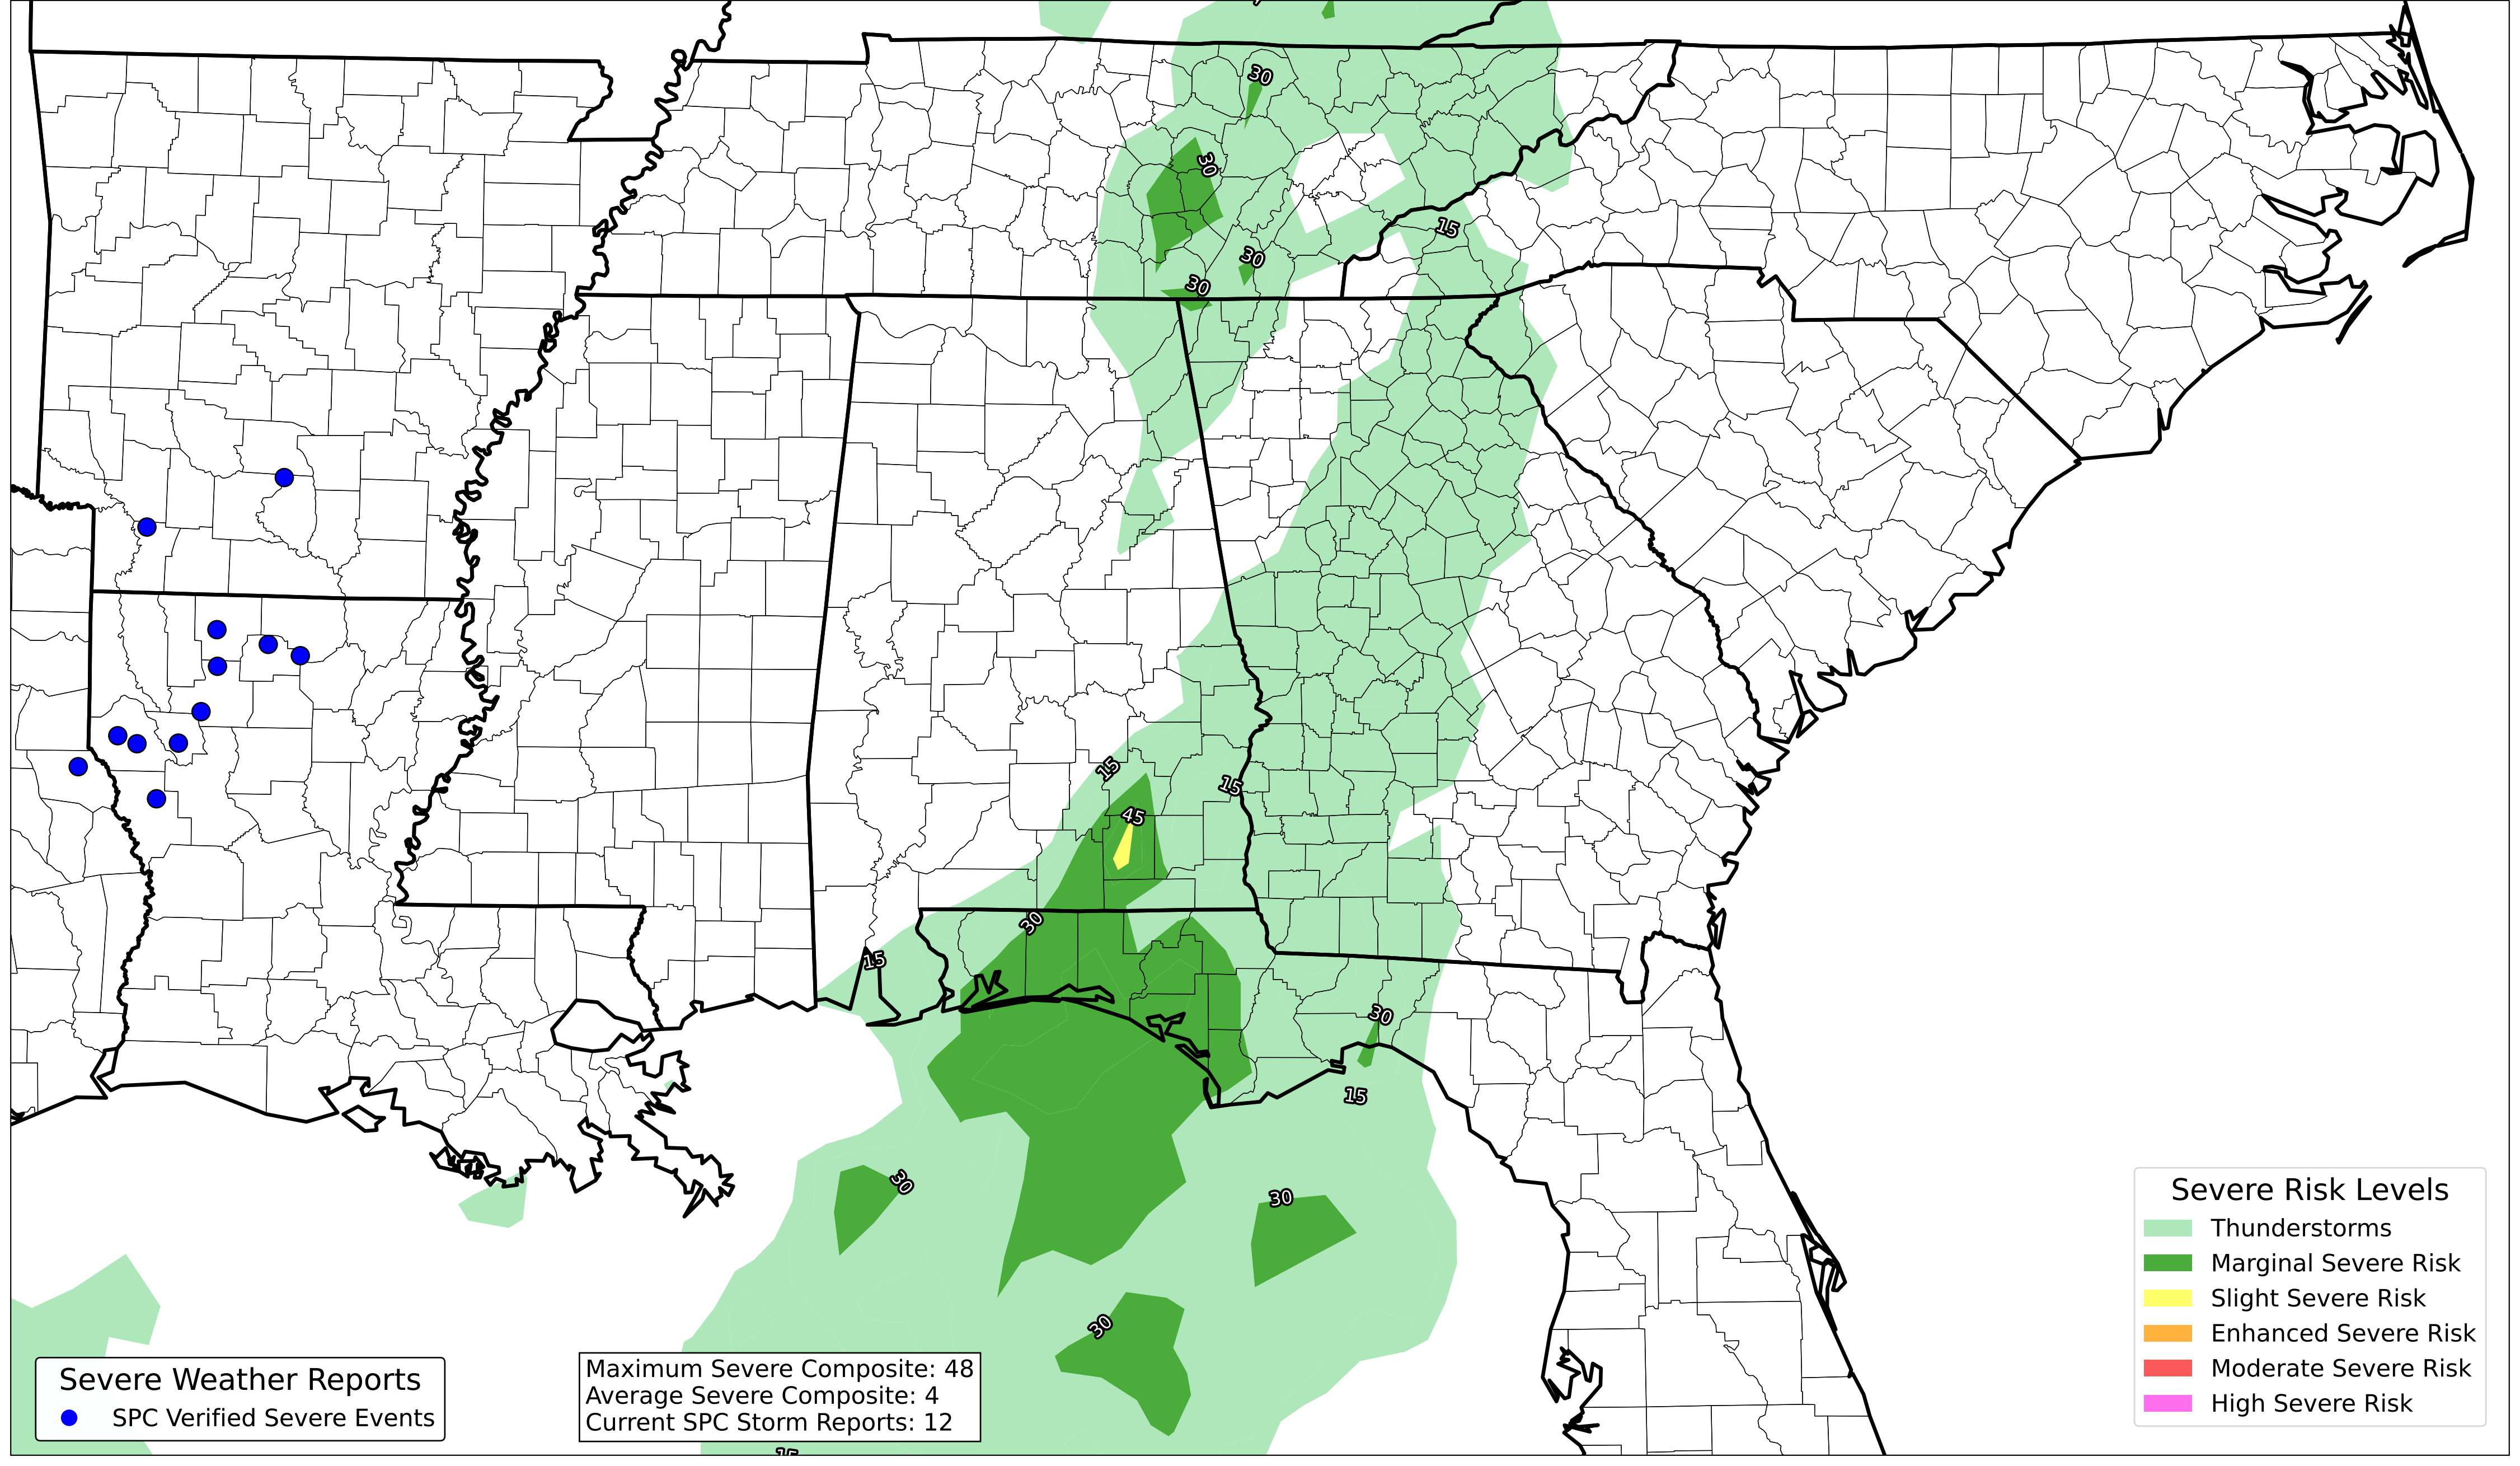 30
30
15
30
30
15
15
45
30
15
30
15
30
30
30
15
Severe Risk Levels
Thunderstorms
Marginal Severe Risk
Slight Severe Risk
Enhanced Severe Risk
Moderate Severe Risk
High Severe Risk
Severe Weather Reports
SPC Verified Severe Events
Maximum Severe Composite: 48
Average Severe Composite: 4
Current SPC Storm Reports: 12